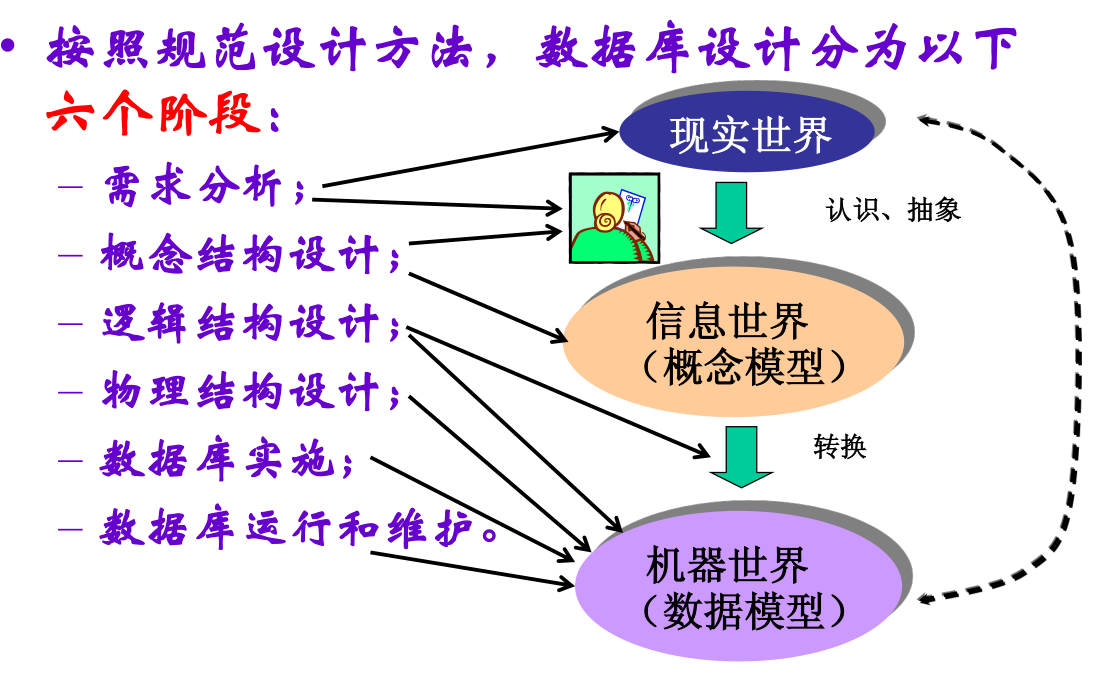 • 按照规范设计方法，数据库设计分为以下
六个阶段：
– 需求分析；
– 概念结构设计；
– 逻辑结构设计；
– 物理结构设计；
– 数据库实施；
– 数据库运行和维护。
现实世界
认识、抽象
信息世界
（概念模型）
转换
机器世界
（数据模型）